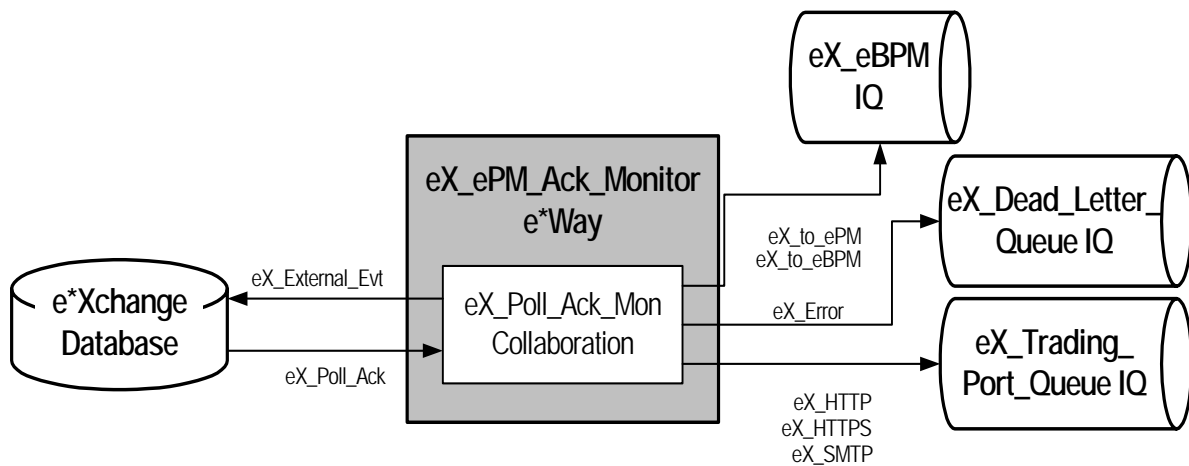 eX_eBPM
IQ
eX_ePM_Ack_Monitor
e*Way
eX_Dead_Letter_
Queue IQ
eX_to_ePM
eX_to_eBPM
eX_External_Evt
e*Xchange
Database
eX_Poll_Ack_Mon
Collaboration
eX_Error
eX_Poll_Ack
eX_Trading_
Port_Queue IQ
eX_HTTP
eX_HTTPS
eX_SMTP